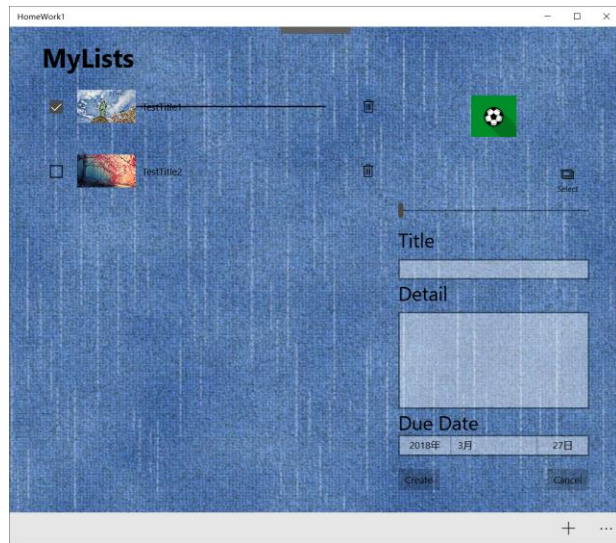 HomeWork1
MyLists
TestTitle1
TestTitle2
Select
Title
Detail
Due Date
2018年 3月 27日
Create Cancel